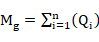 M_g = ∑_{i=1}^{n}(Q_i)